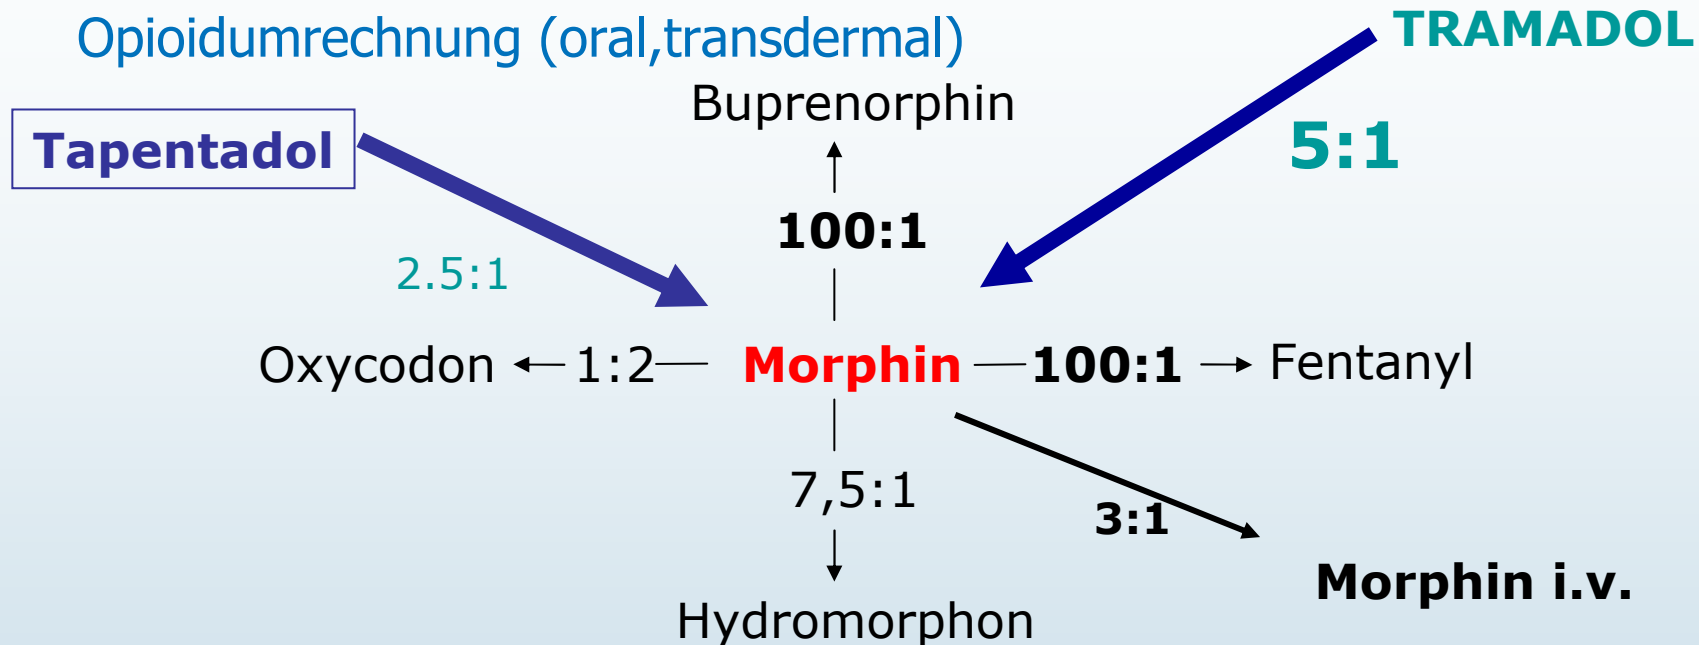 Opioidumrechnung (oral,transdermal)
TRAMADOL
Buprenorphin
Tapentadol
5:1
100:1
2.5:1
Oxycodon 1:2 Morphin 100:1 Fentanyl
7,5:1
3:1
Morphin i.v.
Hydromorphon